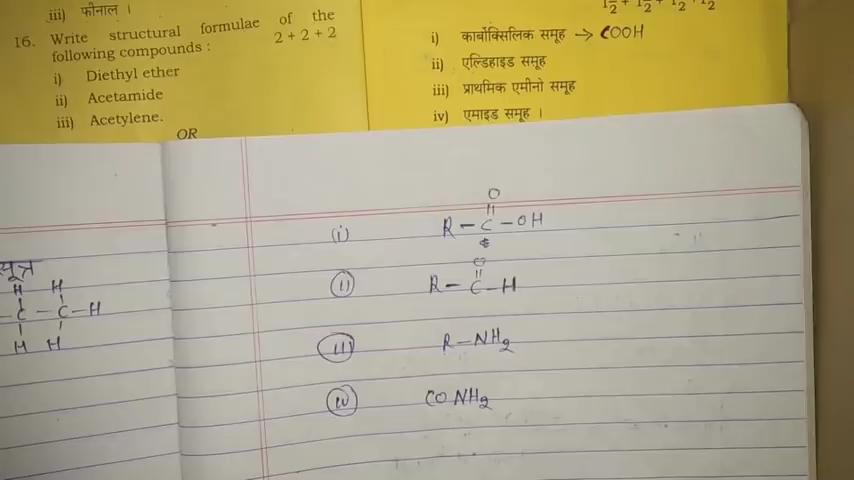 iii) फीनाल ।
16. Write structural formulae of the
following compounds : 2 + 2 + 2
i) Diethyl ether
ii) Acetamide
iii) Acetylene.
OR
i) कार्बोक्सिलिक समूह → COOH
ii) एल्डिहाइड समूह
iii) प्राथमिक एमीनो समूह
iv) एमाइड समूह ।
सूत्र
H H
- C - C - H
H H
O
(i) R - C - OH
O
(ii) R - C - H
(iii) R - NH2
(iv) CONH2